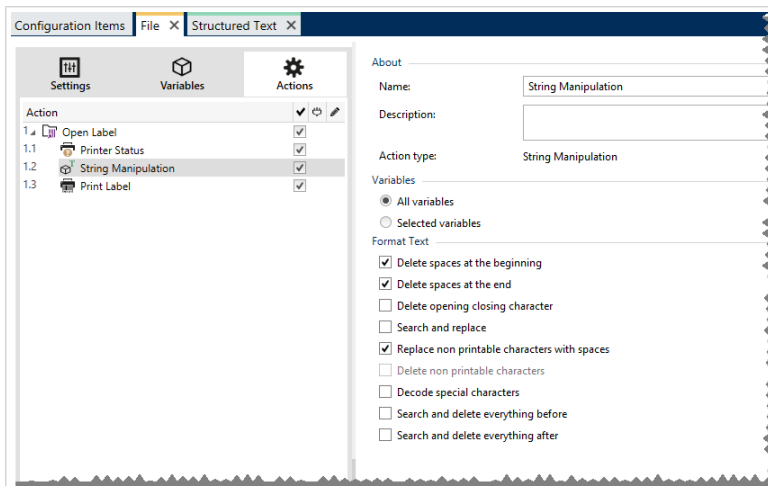 Configuration Items File X Structured Text X
Settings Variables Actions
Action
1 Open Label
1.1 Printer Status
1.2 String Manipulation
1.3 Print Label
About
Name: String Manipulation
Description:
Action type: String Manipulation
Variables
All variables
Selected variables
Format Text
Delete spaces at the beginning
Delete spaces at the end
Delete opening closing character
Search and replace
Replace non printable characters with spaces
Delete non printable characters
Decode special characters
Search and delete everything before
Search and delete everything after